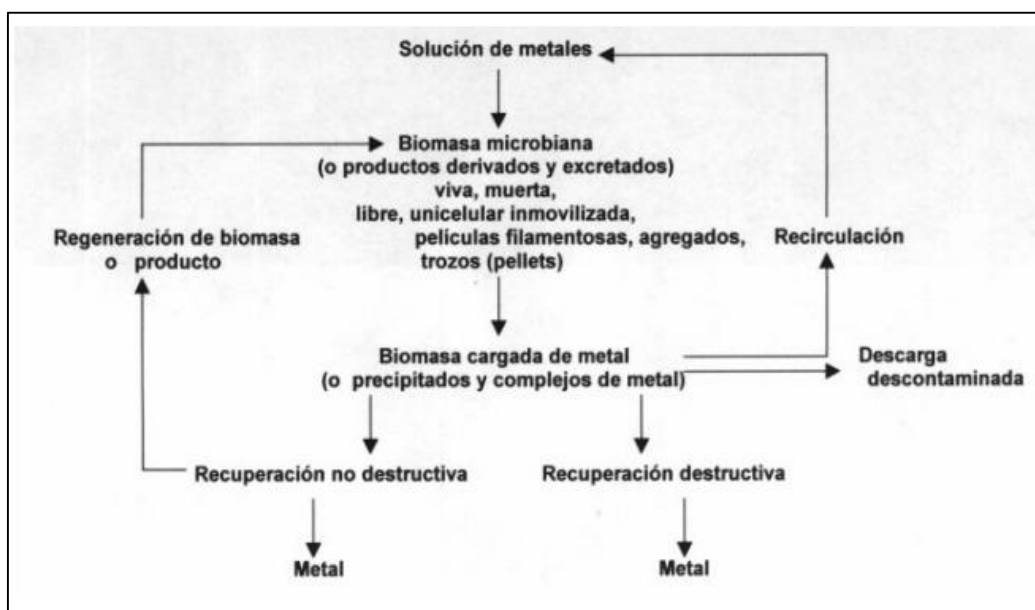 Solución de metales
Biomasa microbiana
(o productos derivados y excretados)
viva, muerta,
libre, unicelular inmovilizada,
películas filamentosas, agregados,
trozos (pellets)
Regeneración de biomasa
o producto
Recirculación
Biomasa cargada de metal
(o precipitados y complejos de metal)
Descarga
descontaminada
Recuperación no destructiva
Recuperación destructiva
Metal
Metal